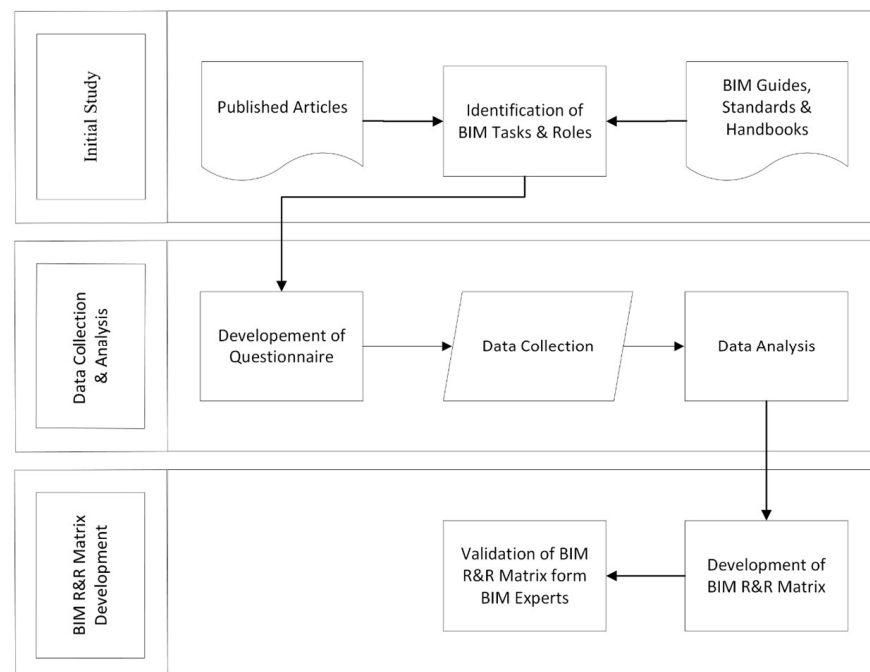 Initial Study
Published Articles
Identification of
BIM Tasks & Roles
BIM Guides,
Standards &
Handbooks
Data Collection
& Analysis
Developement of
Questionnaire
Data Collection
Data Analysis
BIM R&R Matrix
Development
Validation of BIM
R&R Matrix form
BIM Experts
Development of
BIM R&R Matrix